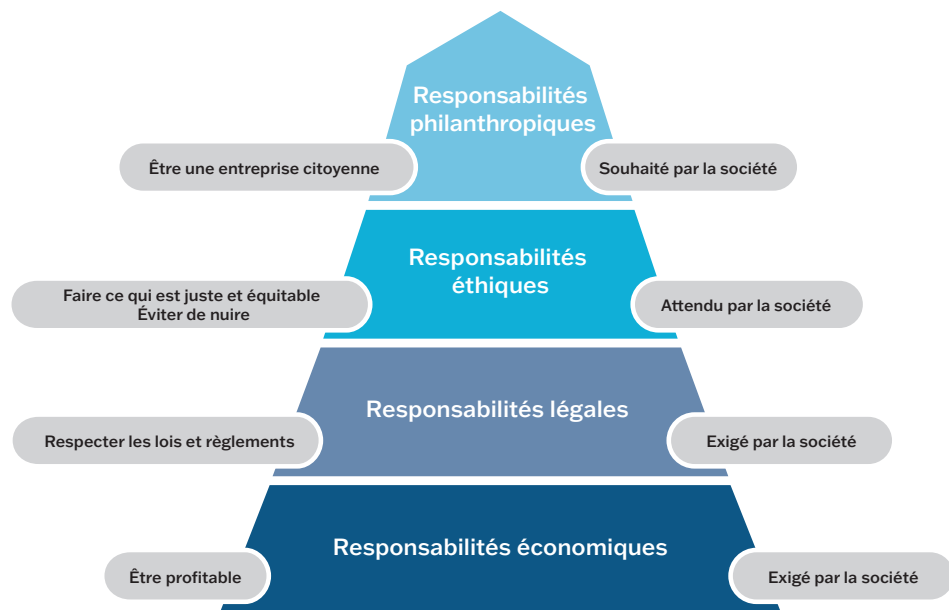 Responsabilités
philanthropiques
Être une entreprise citoyenne
Souhaité par la société
Responsabilités
éthiques
Faire ce qui est juste et équitable
Éviter de nuire
Attendu par la société
Responsabilités légales
Respecter les lois et règlements
Exigé par la société
Responsabilités économiques
Être profitable
Exigé par la société